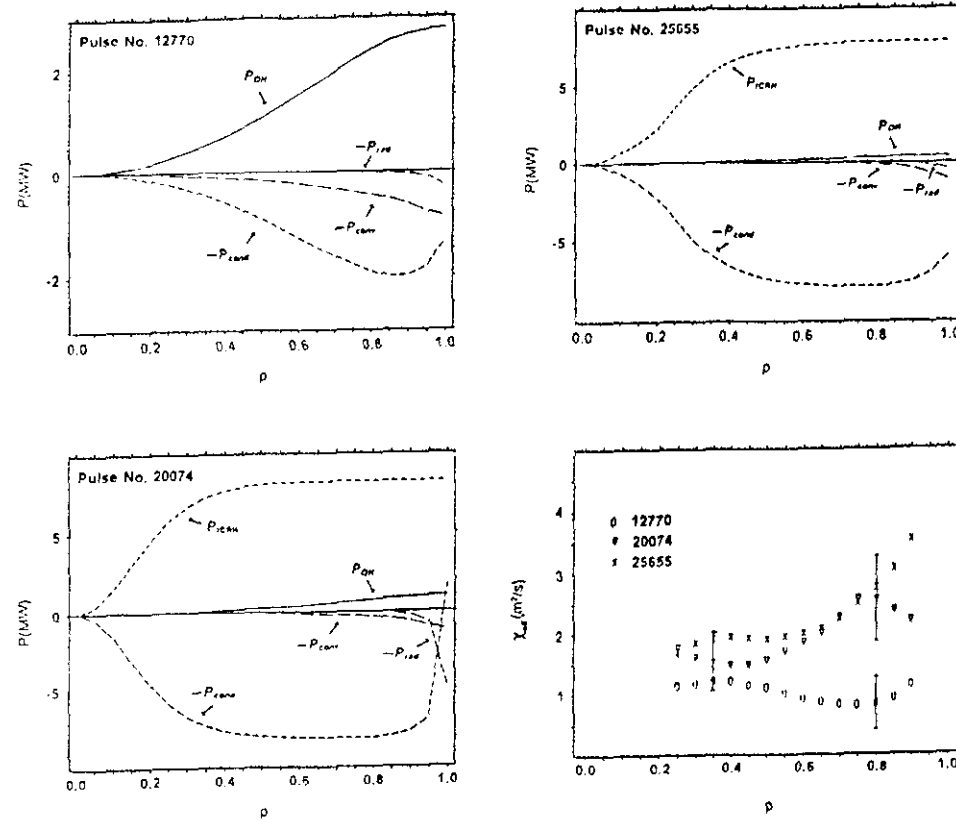 Pulse No. 12770
2
0
-2
P(MW)
P_OH
-P_rad
-P_conv
-P_cond
0.0 0.2 0.4 0.6 0.8 1.0
ρ
Pulse No. 25655
5
0
-5
P(MW)
P_ICRH
P_OH
-P_conv
-P_rad
-P_cond
0.0 0.2 0.4 0.6 0.8 1.0
ρ
Pulse No. 20074
5
0
-5
P(MW)
P_ICRH
P_OH
-P_conv
-P_rad
-P_cond
0.0 0.2 0.4 0.6 0.8 1.0
ρ
4
3
2
1
(m²/s)
12770
20074
25655
0.0 0.2 0.4 0.6 0.8 1.0
ρ